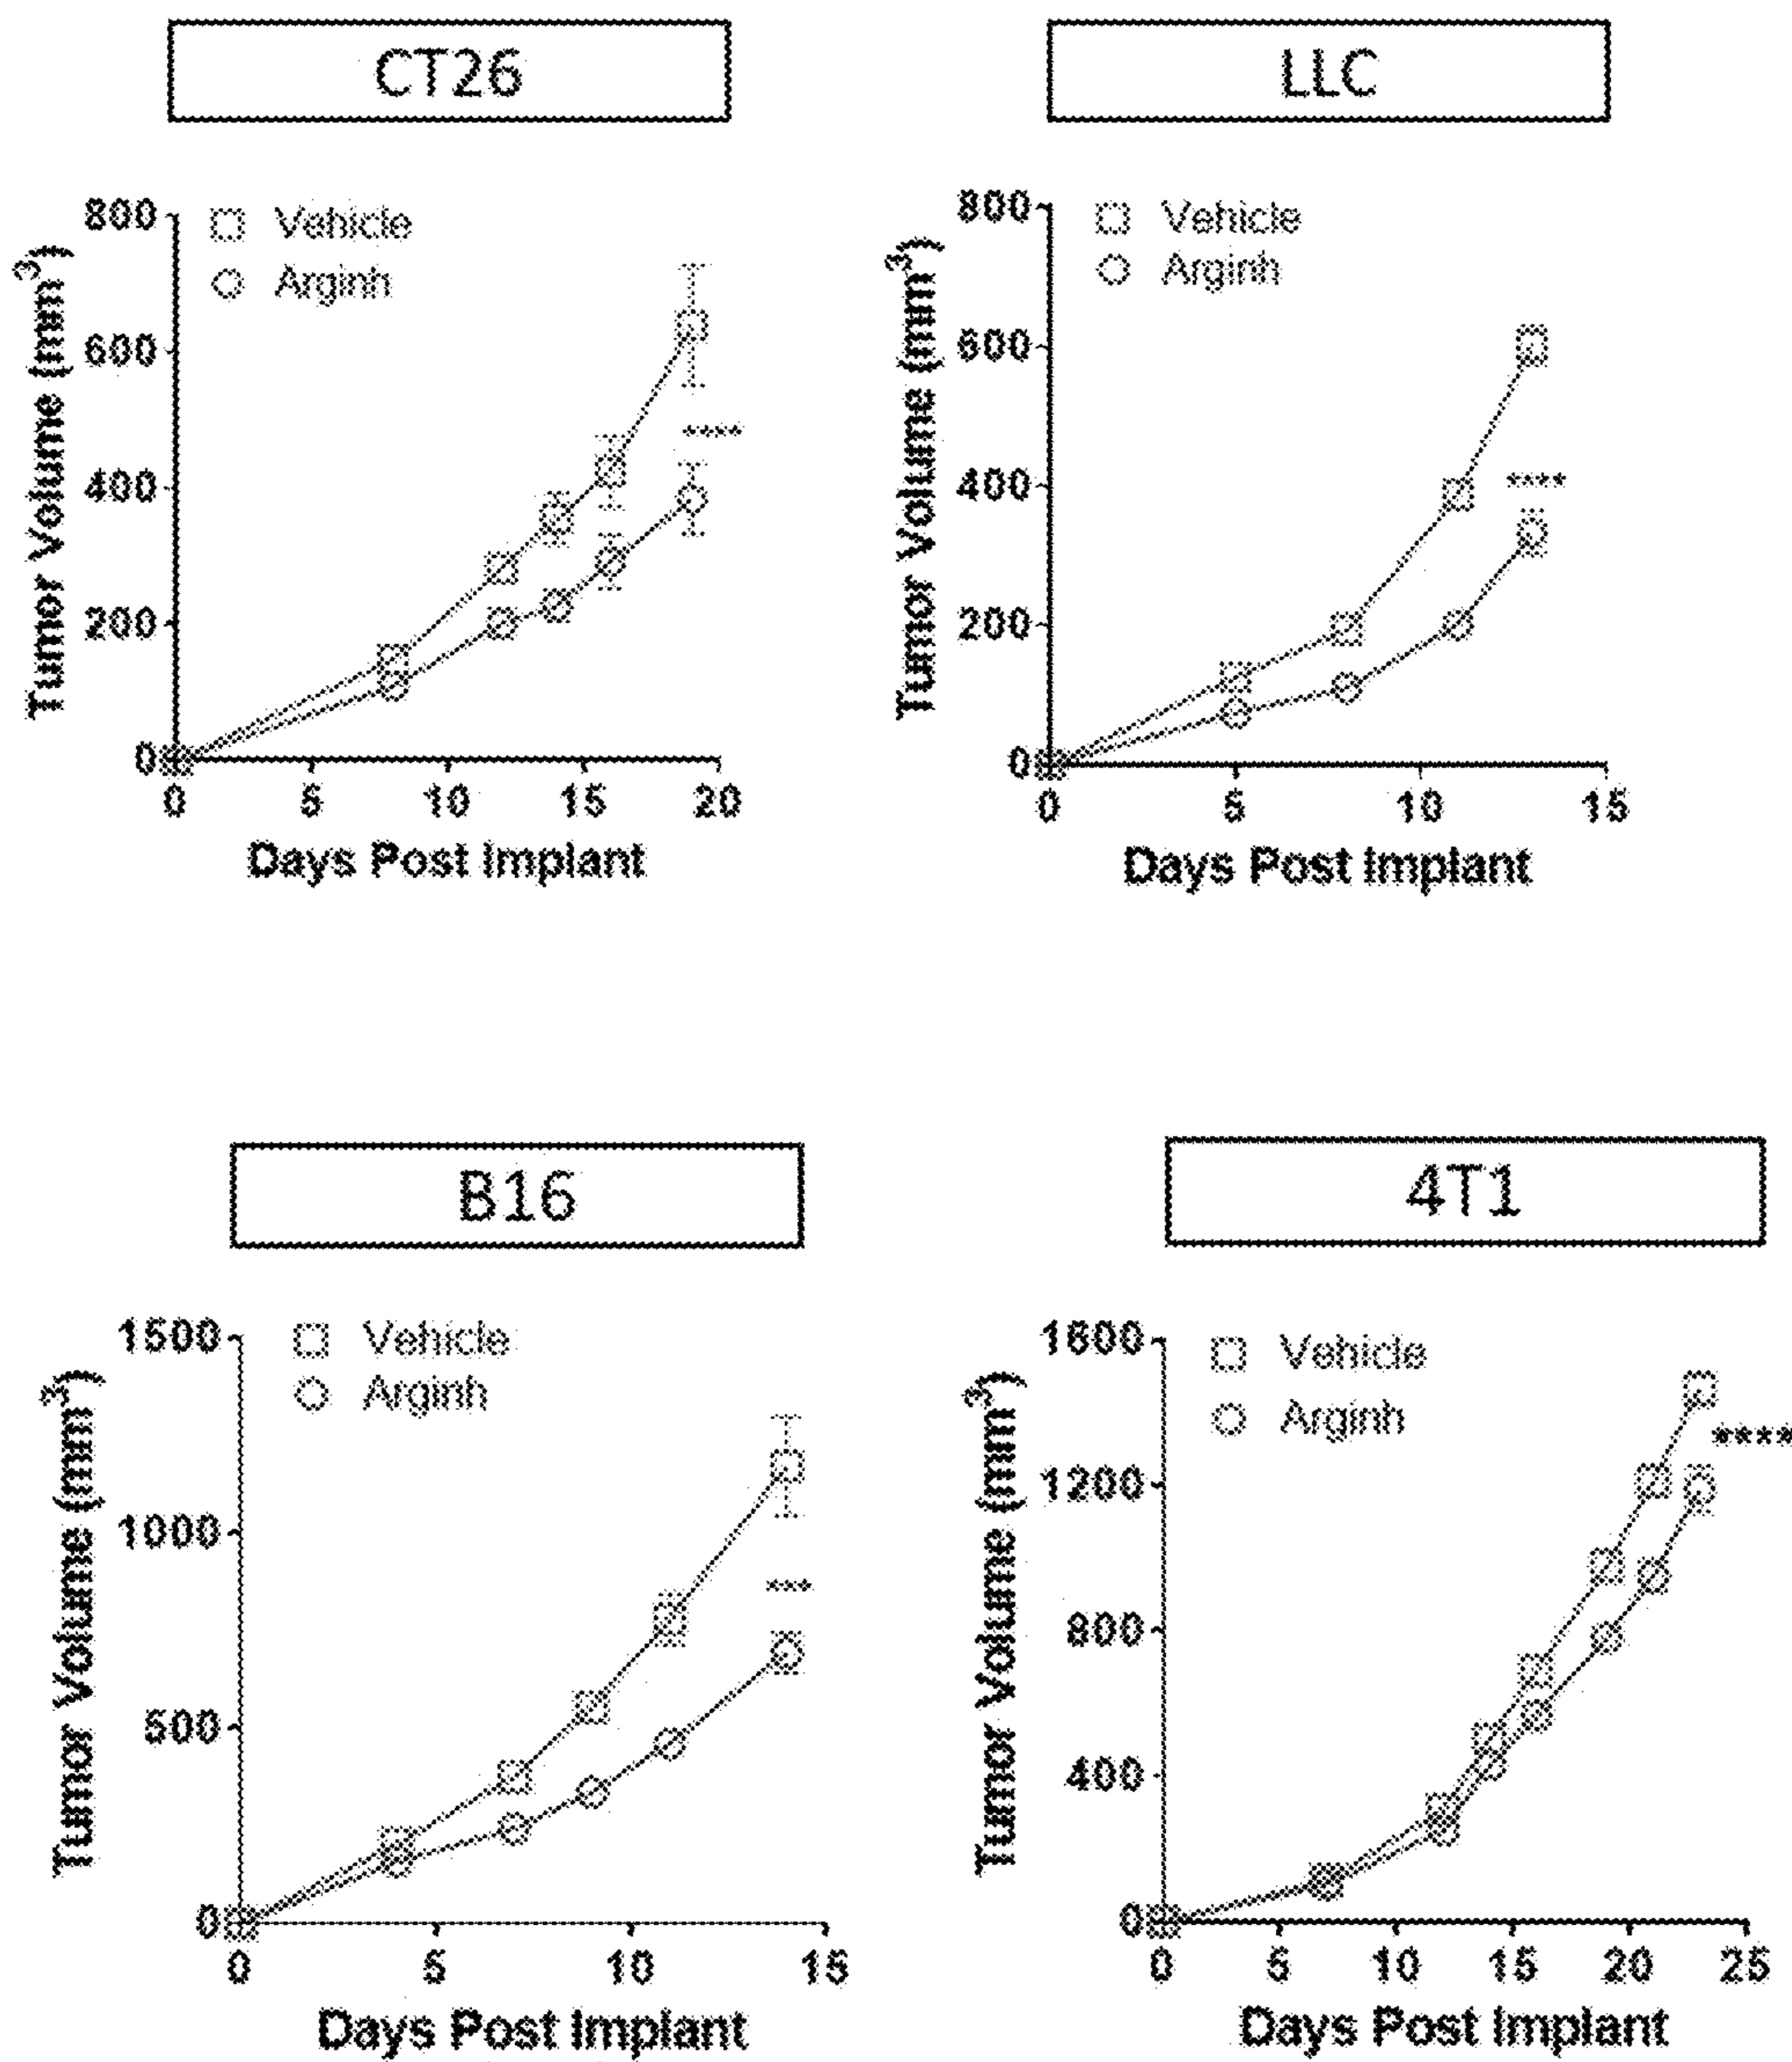 CT26
800
Vehicle
Arginh
600
400
200
0
****
Tumor Volume (mm3)
0 5 10 15 20
Days Post Implant
LLC
800
Vehicle
Arginh
600
400
200
0
****
Tumor Volume (mm3)
0 5 10 15
Days Post Implant
B16
1500
Vehicle
Arginh
1000
500
0
Tumor Volume (mm3)
0 5 10 15
Days Post Implant
4T1
1600
Vehicle
Arginh
****
1200
800
400
0
Tumor Volume (mm3)
0 5 10 15 20 25
Days Post Implant